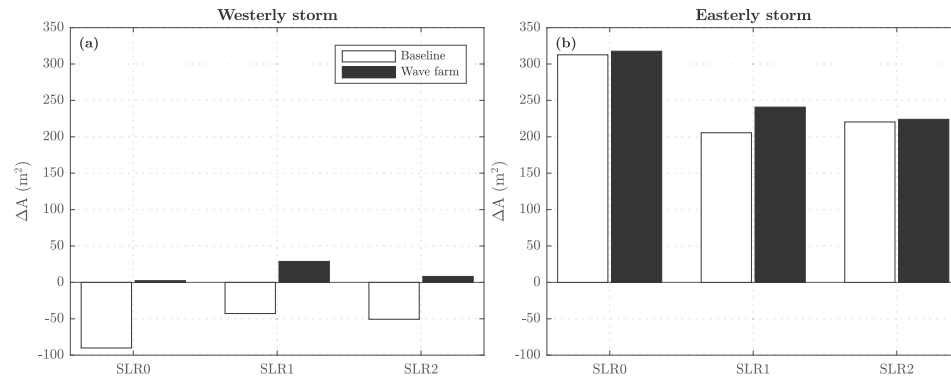 Westerly storm
(a)
Baseline
Wave farm
350
300
250
200
150
100
50
0
-50
-100
ΔA (m²)
SLR0 SLR1 SLR2
Easterly storm
(b)
350
300
250
200
150
100
50
0
-50
-100
ΔA (m²)
SLR0 SLR1 SLR2